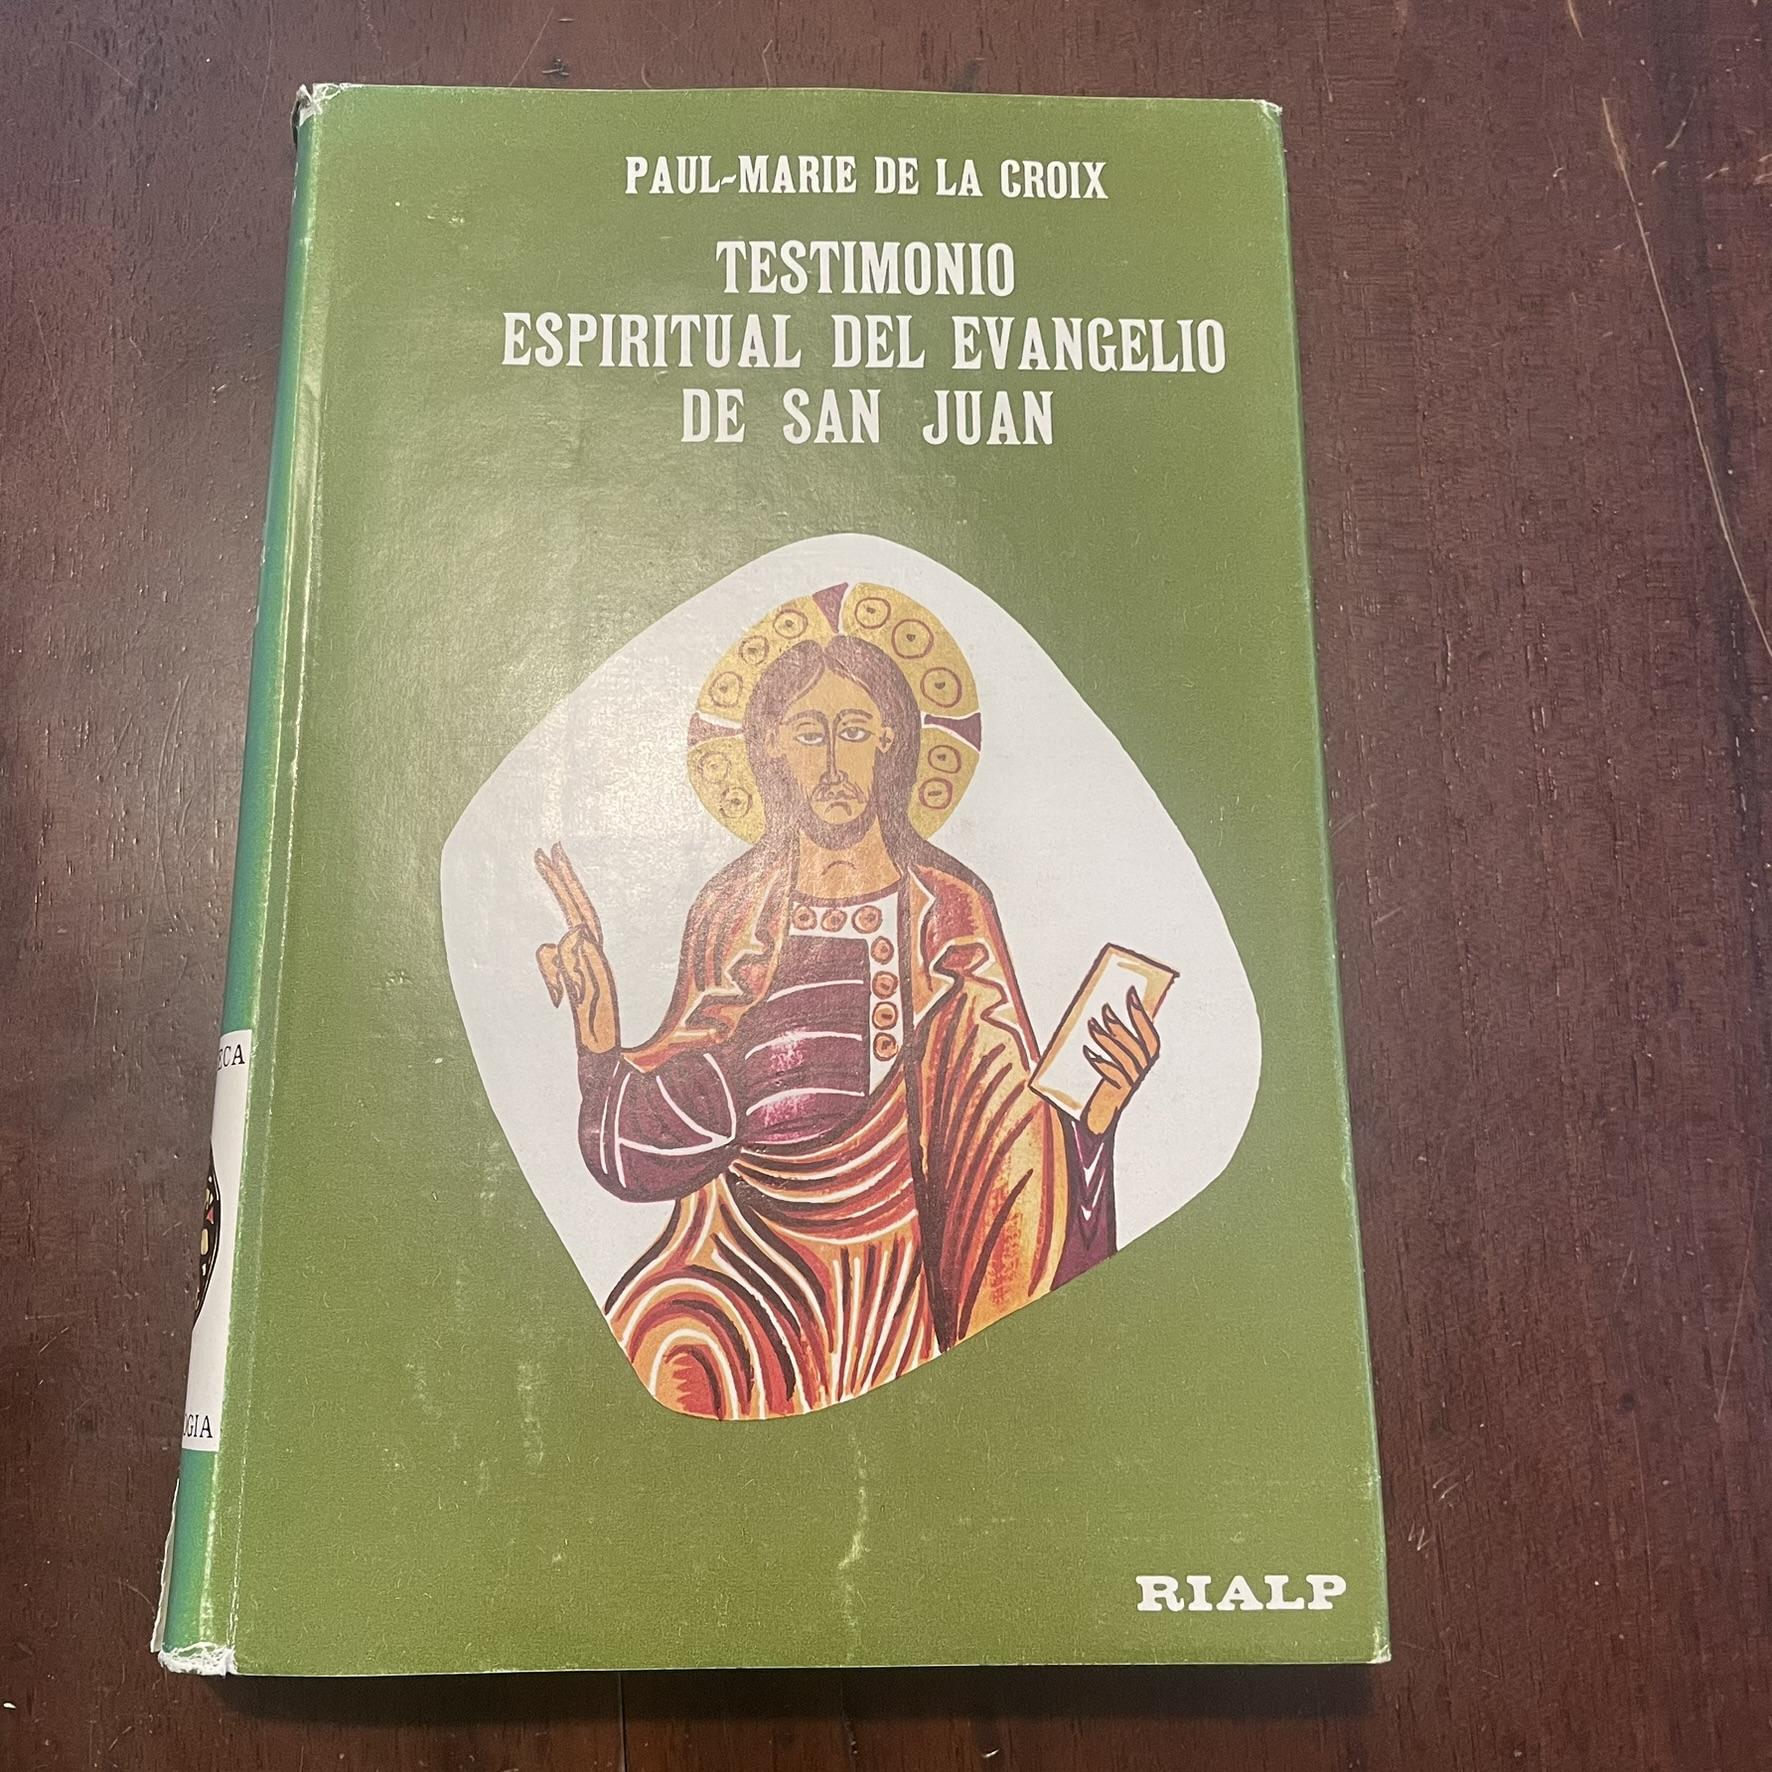 PAUL-MARIE DE LA CROIX
TESTIMONIO
ESPIRITUAL DEL EVANGELIO
DE SAN JUAN
RIALP